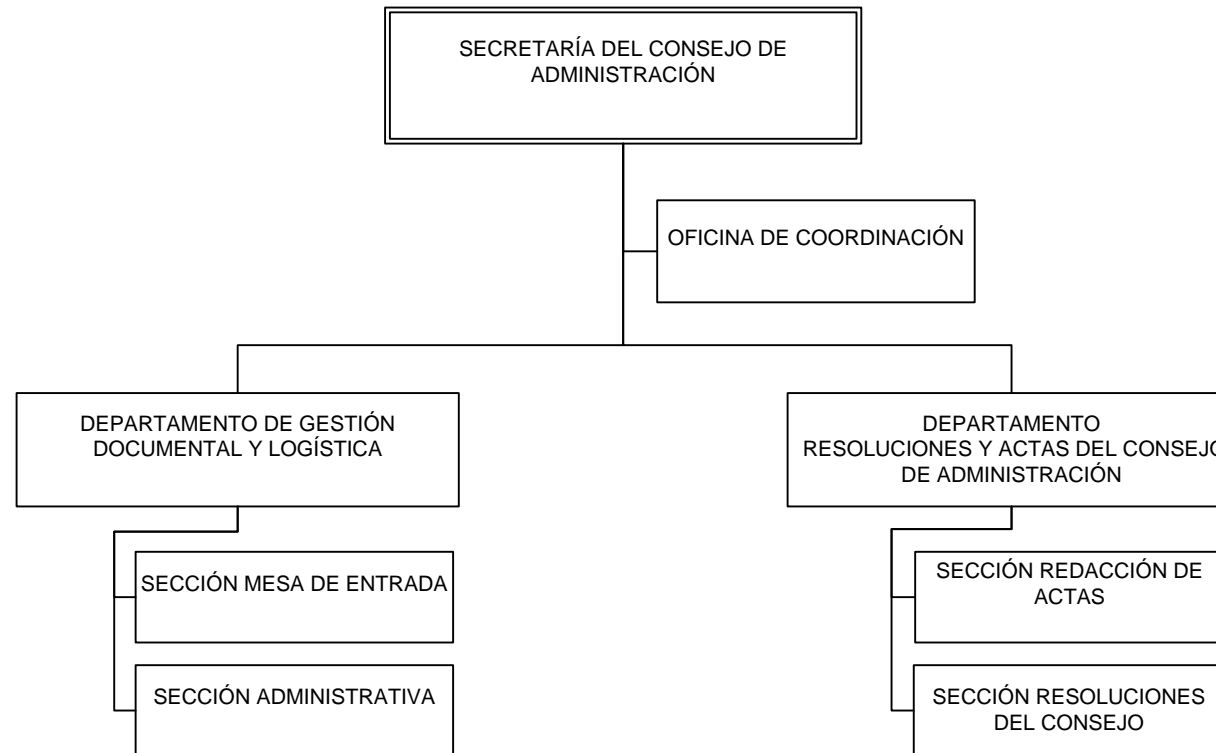 SECRETARÍA DEL CONSEJO DE
ADMINISTRACIÓN
OFICINA DE COORDINACIÓN
DEPARTAMENTO DE GESTIÓN
DOCUMENTAL Y LOGÍSTICA
DEPARTAMENTO
RESOLUCIONES Y ACTAS DEL CONSEJO
DE ADMINISTRACIÓN
SECCIÓN MESA DE ENTRADA
SECCIÓN REDACCIÓN DE
ACTAS
SECCIÓN ADMINISTRATIVA
SECCIÓN RESOLUCIONES
DEL CONSEJO